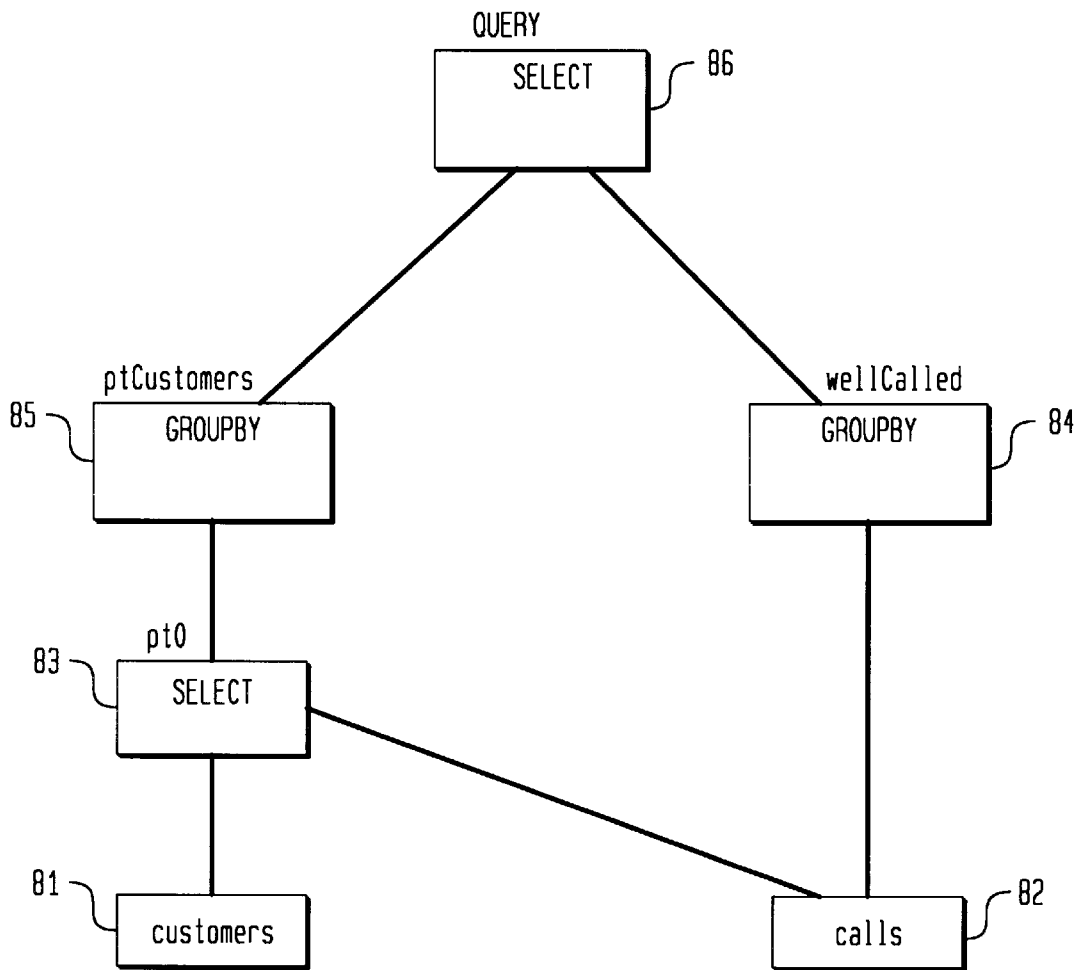 QUERY
SELECT
86
ptCustomers
GROUPBY
85
wellCalled
GROUPBY
84
pt0
SELECT
83
customers
81
calls
82